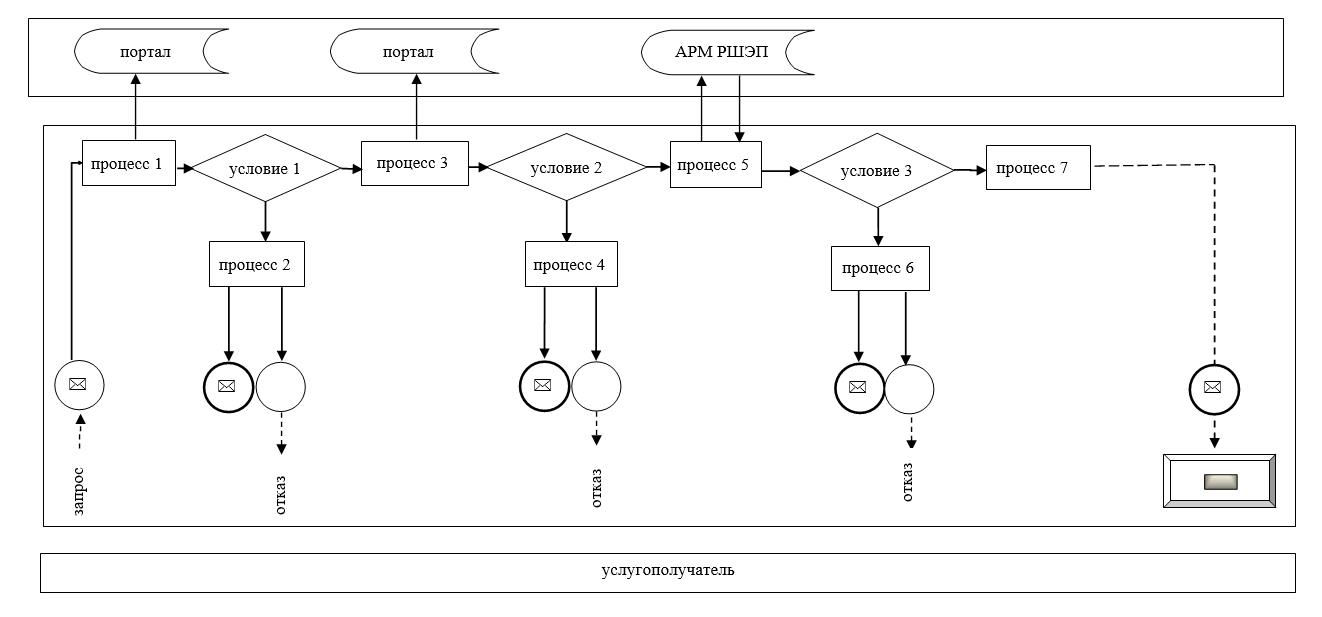 портал
портал
АРМ РШЭП
процесс 1
условие 1
процесс 3
условие 2
процесс 5
условие 3
процесс 7
процесс 2
процесс 4
процесс 6
запрос
отказ
отказ
отказ
услугополучатель